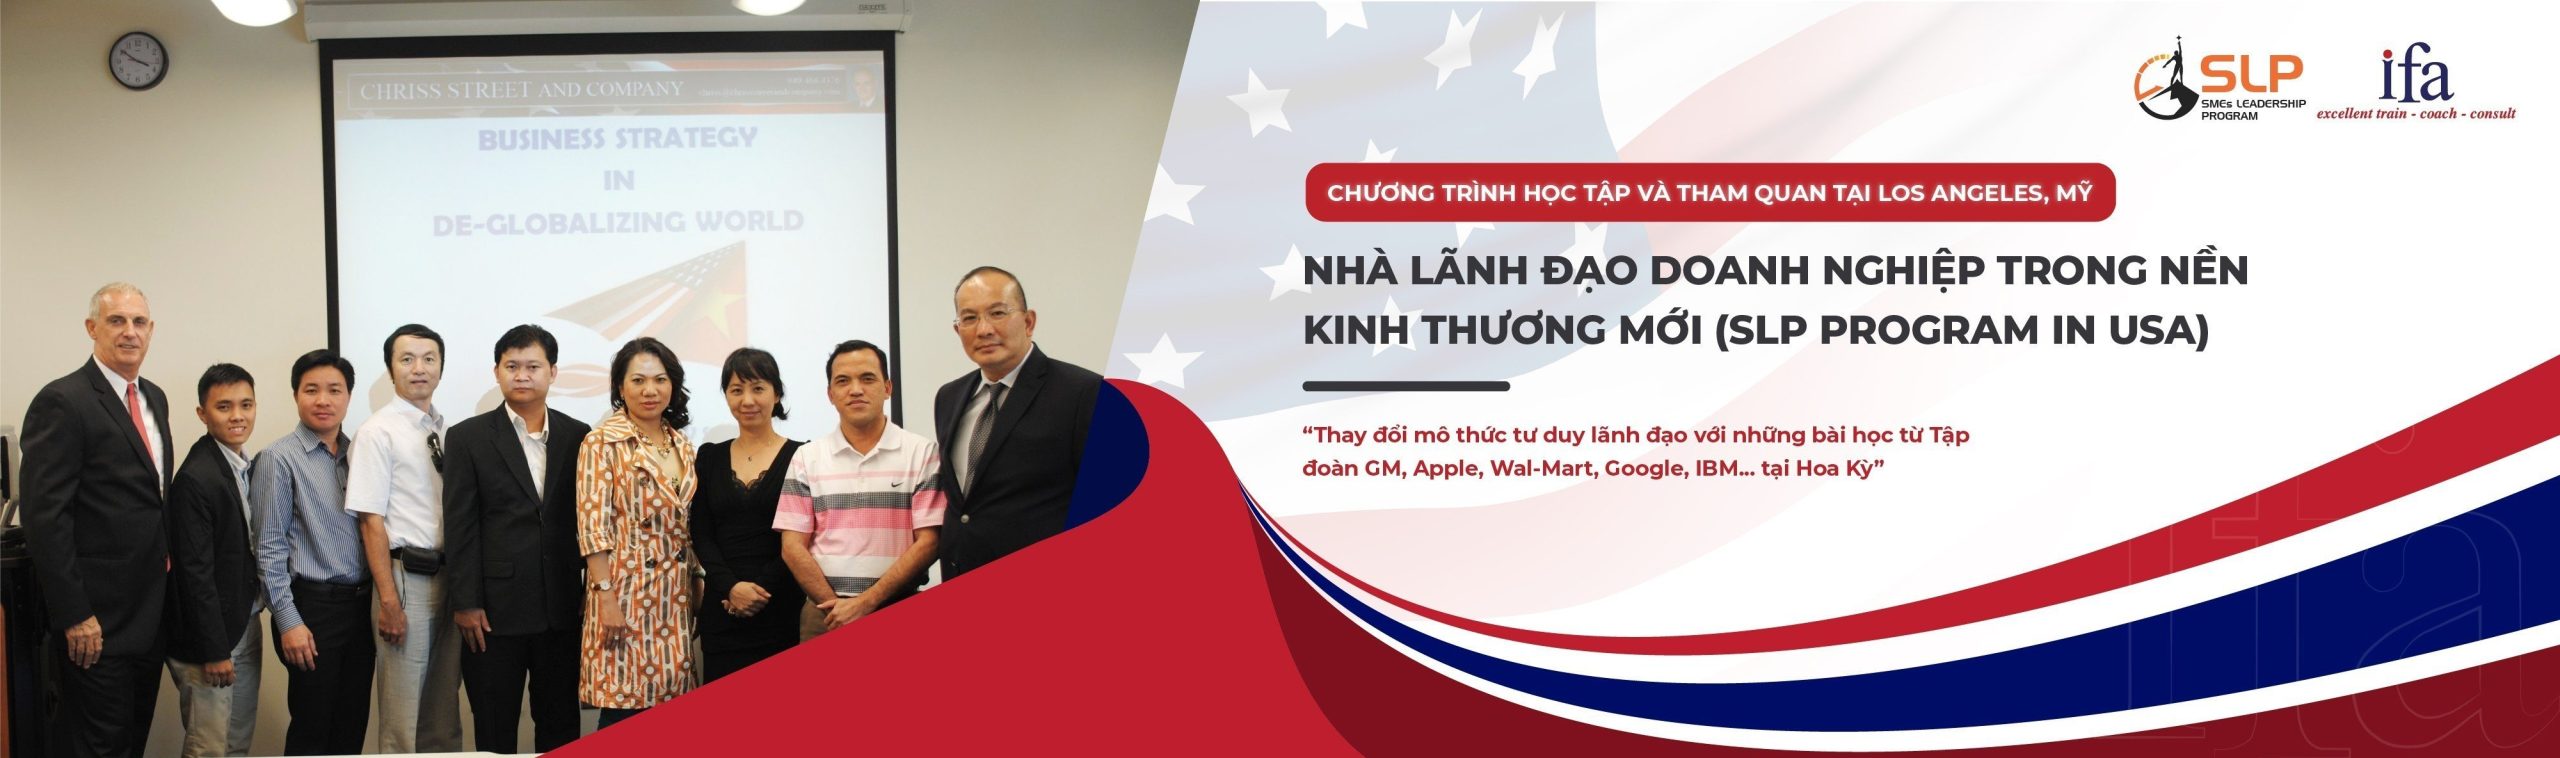 CHRISS STREET AND COMPANY
BUSINESS STRATEGY
IN
DE-GLOBALIZING WORLD
SLP
SMEs LEADERSHIP
PROGRAM
ifa
excellent train - coach - consult
CHƯƠNG TRÌNH HỌC TẬP VÀ THAM QUAN TẠI LOS ANGELES, MỸ
NHÀ LÃNH ĐẠO DOANH NGHIỆP TRONG NỀN
KINH THƯƠNG MỚI (SLP PROGRAM IN USA)
“Thay đổi mô thức tư duy lãnh đạo với những bài học từ Tập
đoàn GM, Apple, Wal-Mart, Google, IBM... tại Hoa Kỳ”
ifa